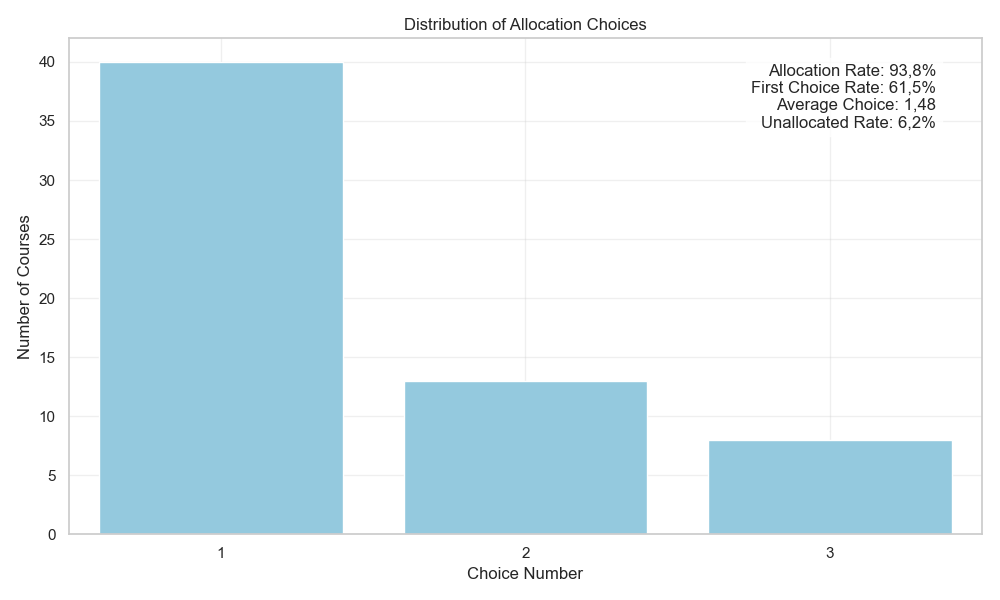 Distribution of Allocation Choices
Allocation Rate: 93,8%
First Choice Rate: 61,5%
Average Choice: 1,48
Unallocated Rate: 6,2%
Number of Courses
40
35
30
25
20
15
10
5
0
1
2
3
Choice Number